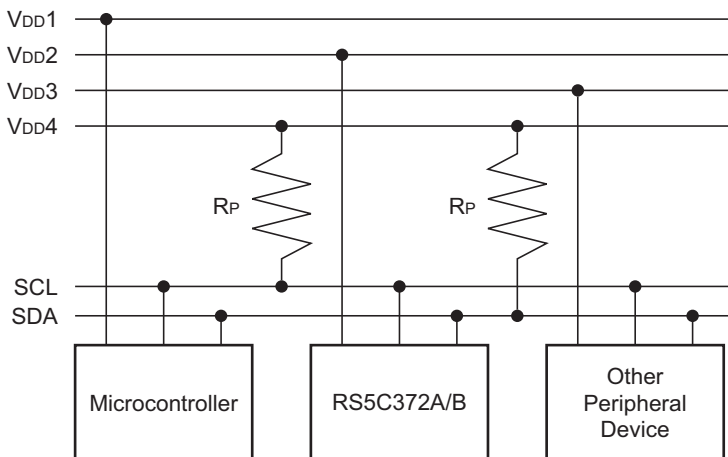 VDD1
VDD2
VDD3
VDD4
RP
RP
SCL
SDA
Microcontroller
RS5C372A/B
Other
Peripheral
Device